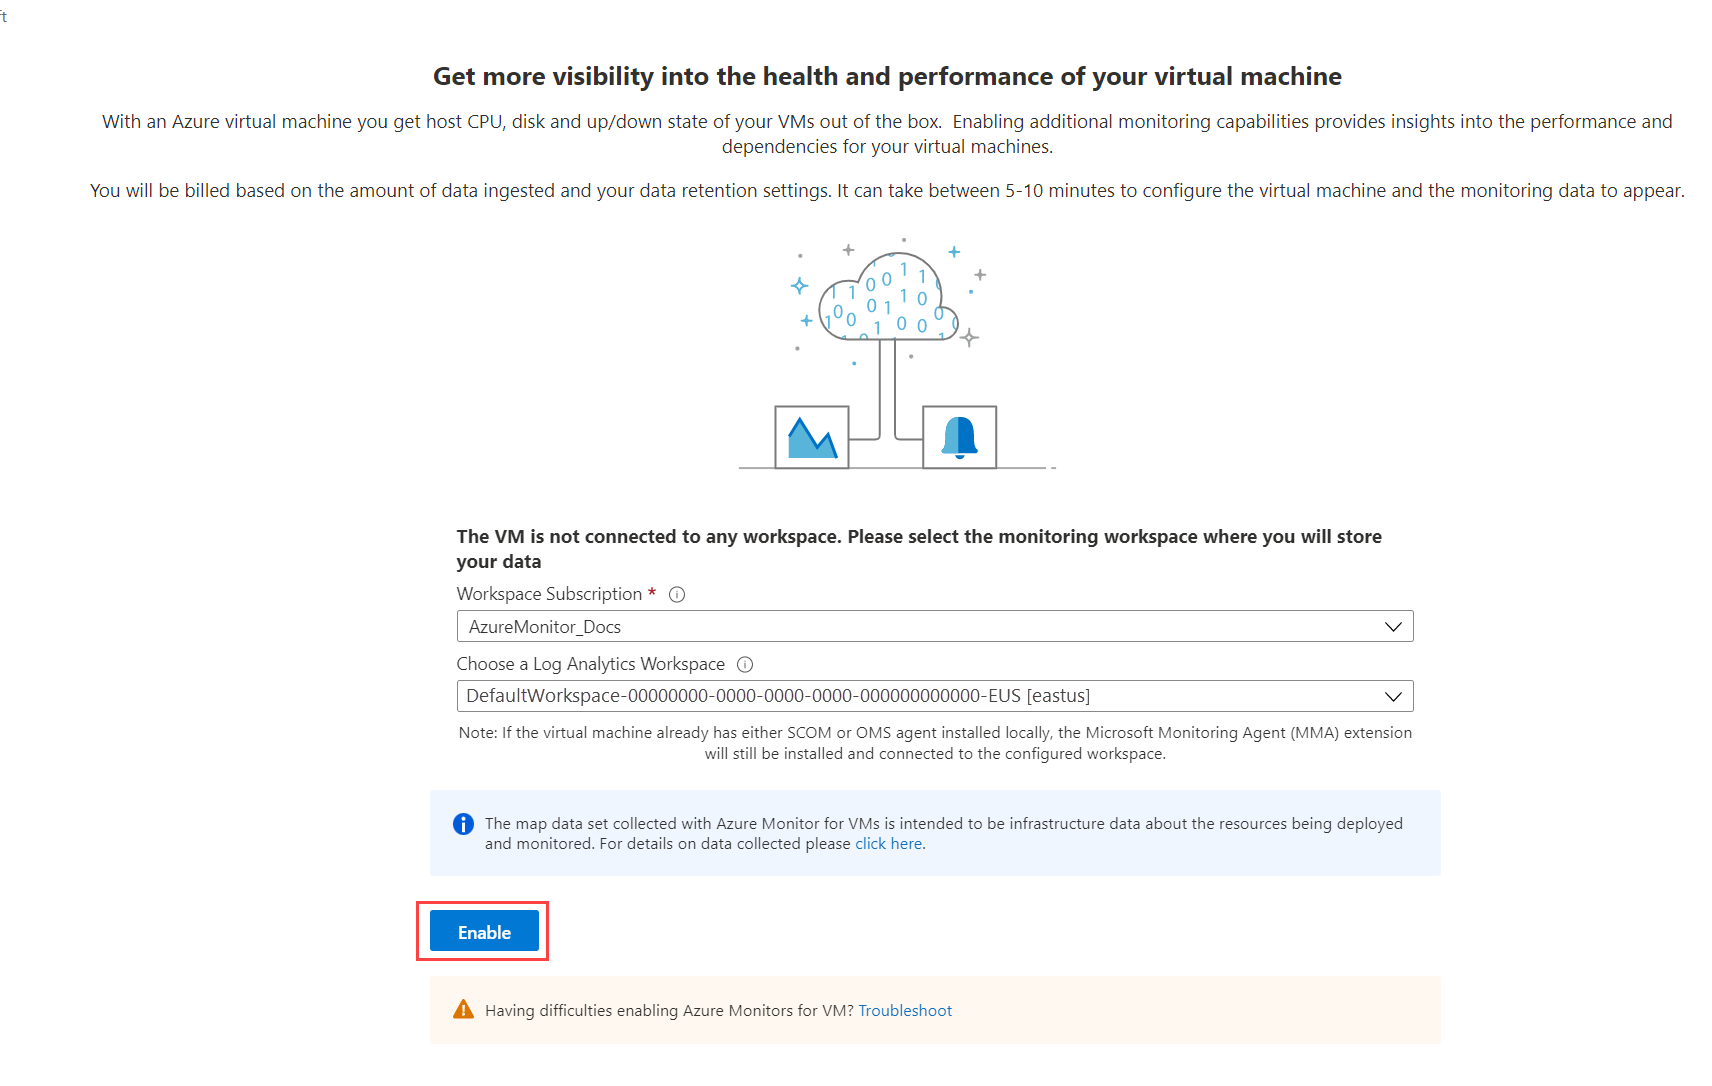 ft
Get more visibility into the health and performance of your virtual machine
With an Azure virtual machine you get host CPU, disk and up/down state of your VMs out of the box.  Enabling additional monitoring capabilities provides insights into the performance and
dependencies for your virtual machines.
You will be billed based on the amount of data ingested and your data retention settings. It can take between 5-10 minutes to configure the virtual machine and the monitoring data to appear.
The VM is not connected to any workspace. Please select the monitoring workspace where you will store
your data
Workspace Subscription *
AzureMonitor_Docs
Choose a Log Analytics Workspace
DefaultWorkspace-00000000-0000-0000-0000-000000000000-EUS [eastus]
Note: If the virtual machine already has either SCOM or OMS agent installed locally, the Microsoft Monitoring Agent (MMA) extension
will still be installed and connected to the configured workspace.
The map data set collected with Azure Monitor for VMs is intended to be infrastructure data about the resources being deployed
and monitored. For details on data collected please click here.
Enable
Having difficulties enabling Azure Monitors for VM? Troubleshoot